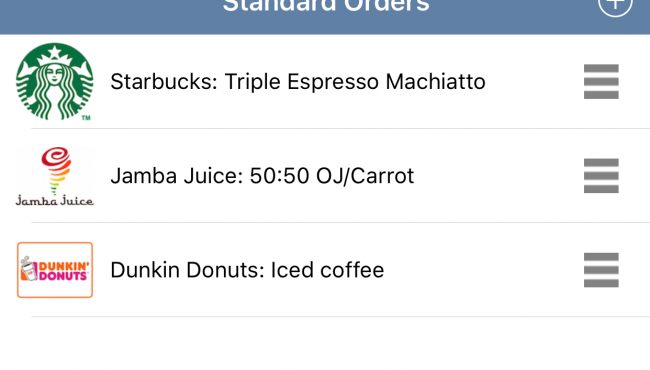 Standard Orders
TM
Starbucks: Triple Espresso Machiatto
Jamba Juice
Jamba Juice: 50:50 OJ/Carrot
DUNKIN'
DONUTS
Dunkin Donuts: Iced coffee